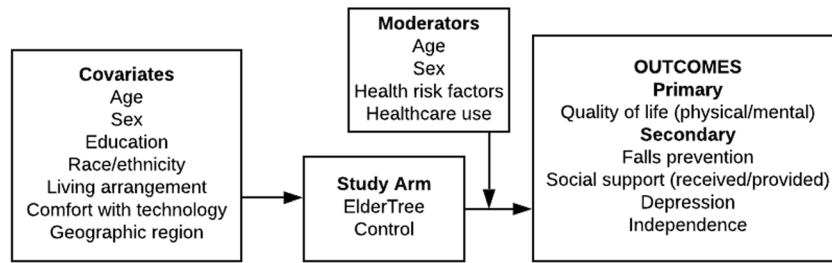 Covariates
Age
Sex
Education
Race/ethnicity
Living arrangement
Comfort with technology
Geographic region
Study Arm
ElderTree
Control
Moderators
Age
Sex
Health risk factors
Healthcare use
OUTCOMES
Primary
Quality of life (physical/mental)
Secondary
Falls prevention
Social support (received/provided)
Depression
Independence